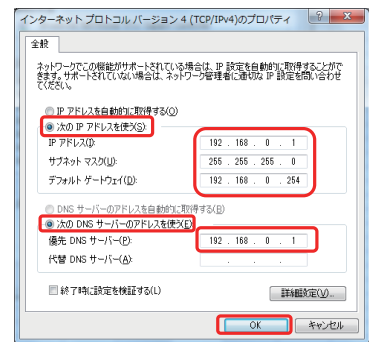 インターネット プロトコル バージョン 4 (TCP/IPv4)のプロパティ
全般
ネットワークでこの機能がサポートされている場合は、IP 設定を自動的に取得することがで
きます。サポートされていない場合は、ネットワーク管理者に適切な IP 設定を問い合わせ
てください。
IP アドレスを自動的に取得する(O)
次の IP アドレスを使う(S):
IP アドレス(I): 192 . 168 . 0 . 1
サブネット マスク(U): 255 . 255 . 255 . 0
デフォルト ゲートウェイ(D): 192 . 168 . 0 . 254
DNS サーバーのアドレスを自動的に取得する(B)
次の DNS サーバーのアドレスを使う(E):
優先 DNS サーバー(P): 192 . 168 . 0 . 1
代替 DNS サーバー(A): . . .
終了時に設定を検証する(L)
詳細設定(V)...
OK キャンセル